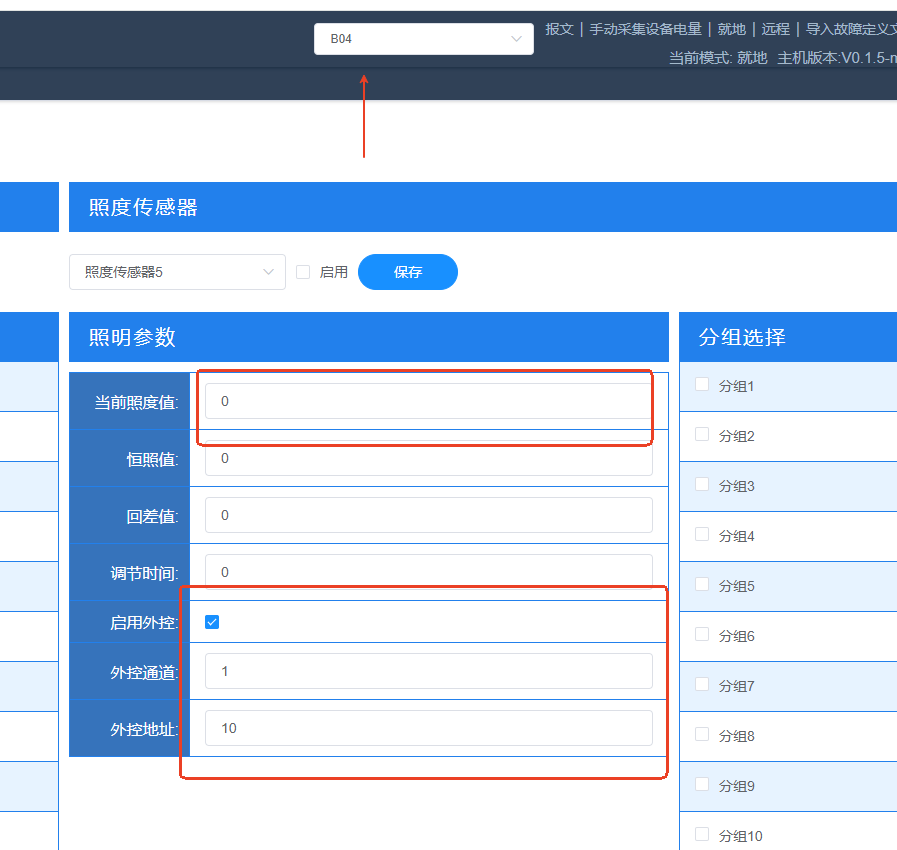 B04
报文 | 手动采集设备电量 | 就地 | 远程 | 导入故障定义
当前模式: 就地 主机版本:V0.1.5-
照度传感器
照度传感器5
启用
保存
照明参数
当前照度值: 0
恒照值: 0
回差值: 0
调节时间: 0
启用外控:
外控通道: 1
外控地址: 10
分组选择
分组1
分组2
分组3
分组4
分组5
分组6
分组7
分组8
分组9
分组10